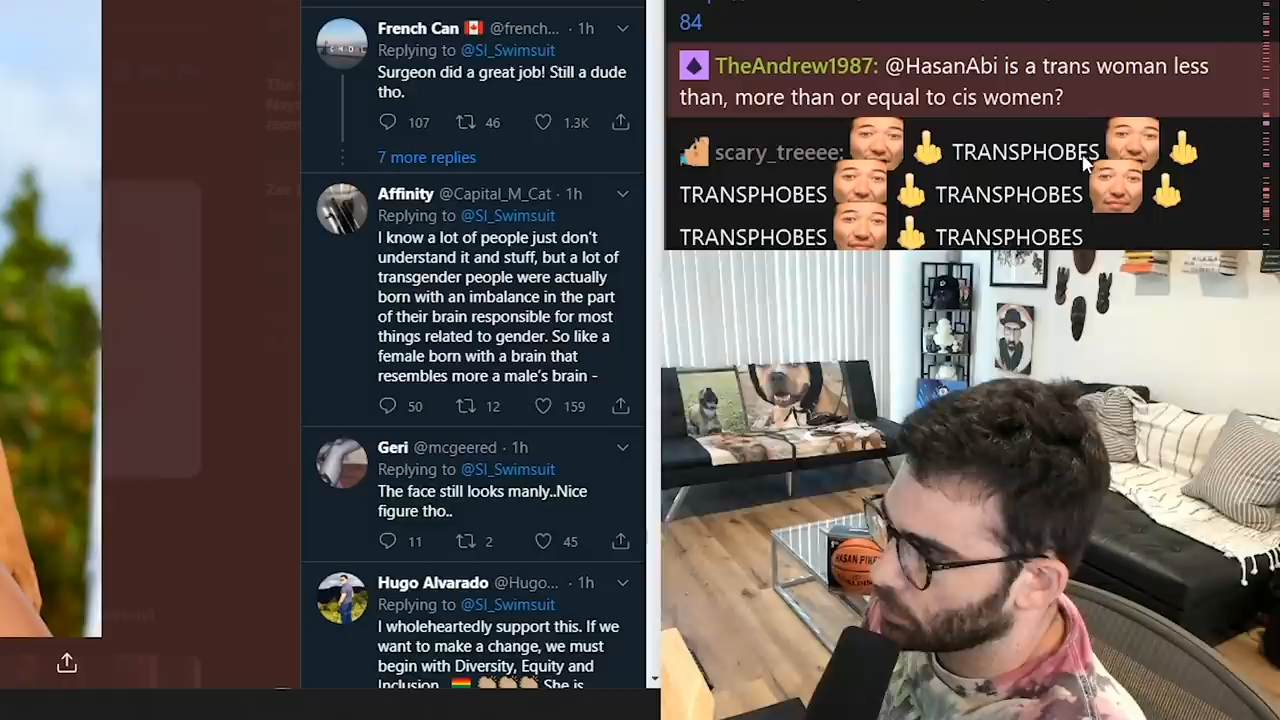 French Can 🇨🇦 @french... · 1h
Replying to @SI_Swimsuit
Surgeon did a great job! Still a dude
tho.
107 46 1.3K
7 more replies
Affinity @Capital_M_Cat · 1h
Replying to @SI_Swimsuit
I know a lot of people just don't
understand it and stuff, but a lot of
transgender people were actually
born with an imbalance in the part
of their brain responsible for most
things related to gender. So like a
female born with a brain that
resembles more a male's brain -
50 12 159
Geri @mcgeered · 1h
Replying to @SI_Swimsuit
The face still looks manly..Nice
figure tho..
11 2 45
Hugo Alvarado @Hugo... · 1h
Replying to @SI_Swimsuit
I wholeheartedly support this. If we
want to make a change, we must
begin with Diversity, Equity and
Inclusion. 🏳️‍🌈 👏🏼👏🏼👏🏼 She is
84
TheAndrew1987: @HasanAbi is a trans woman less
than, more than or equal to cis women?
scary_treeee: 🖕 TRANSPHOBES 🖕
TRANSPHOBES 🖕 TRANSPHOBES 🖕
TRANSPHOBES 🖕 TRANSPHOBES
HASAN PIKER